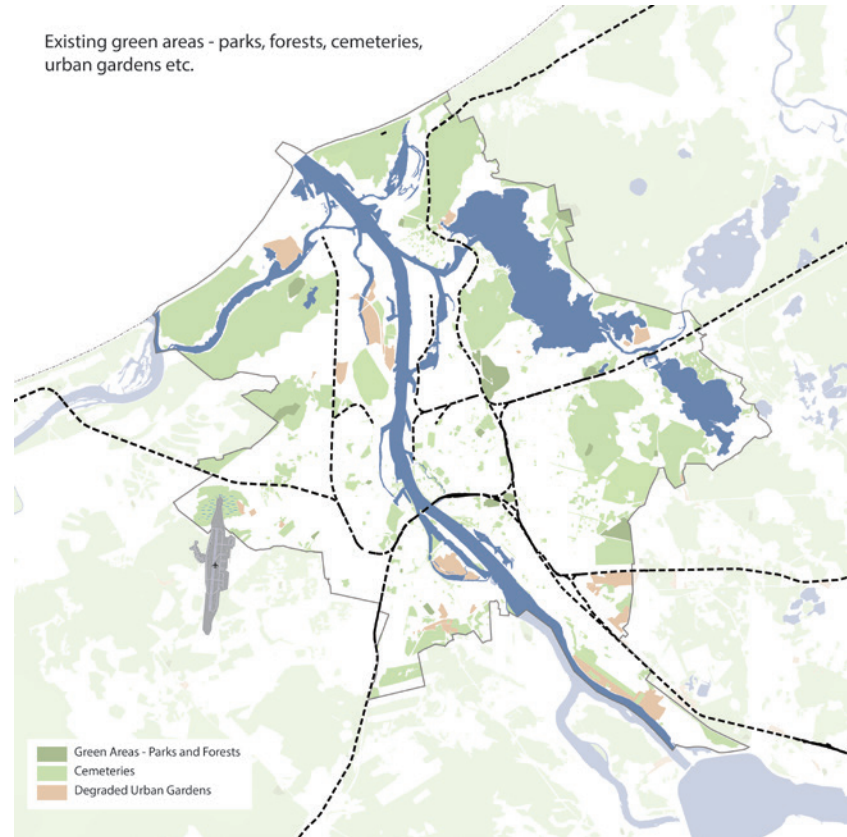 Existing green areas - parks, forests, cemeteries,
urban gardens etc.
Green Areas - Parks and Forests
Cemeteries
Degraded Urban Gardens